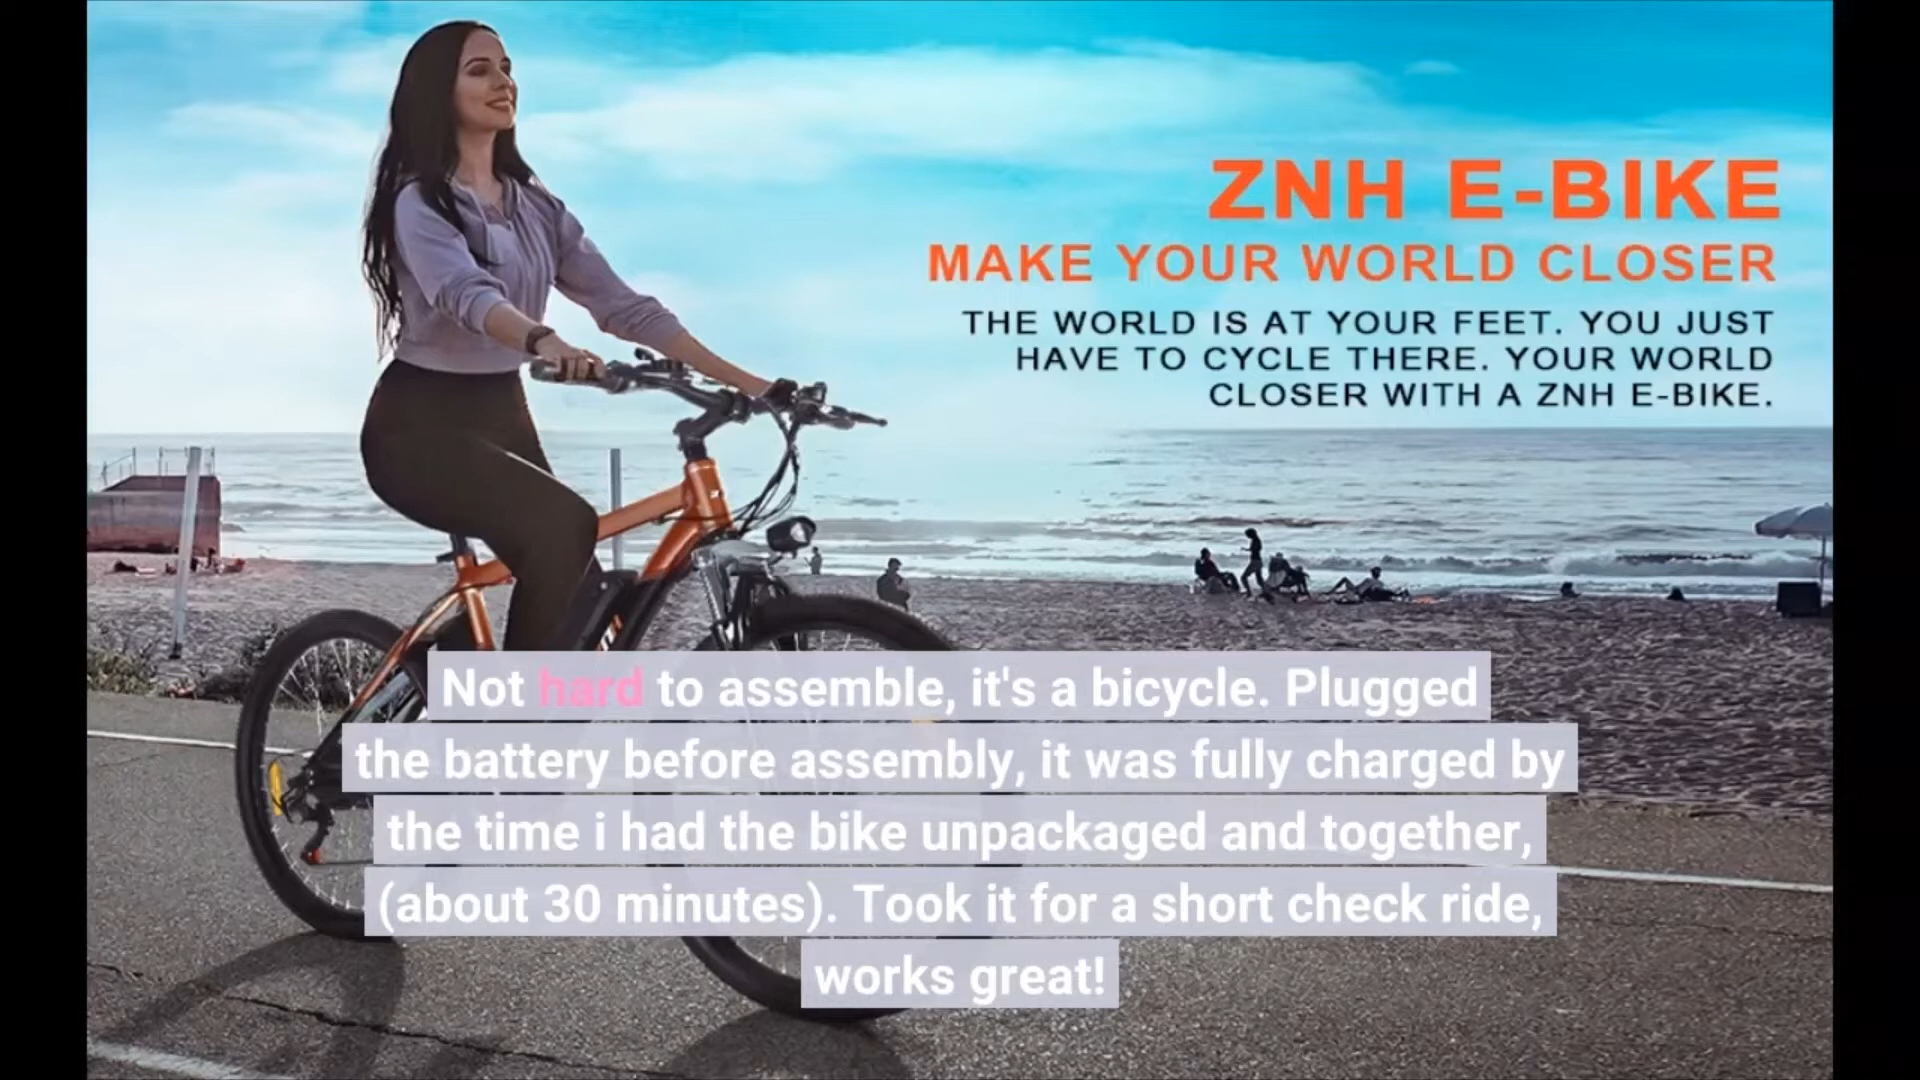 ZNH E-BIKE
MAKE YOUR WORLD CLOSER
THE WORLD IS AT YOUR FEET. YOU JUST
HAVE TO CYCLE THERE. YOUR WORLD
CLOSER WITH A ZNH E-BIKE.
Not hard to assemble, it's a bicycle. Plugged
the battery before assembly, it was fully charged by
the time i had the bike unpackaged and together,
(about 30 minutes). Took it for a short check ride,
works great!